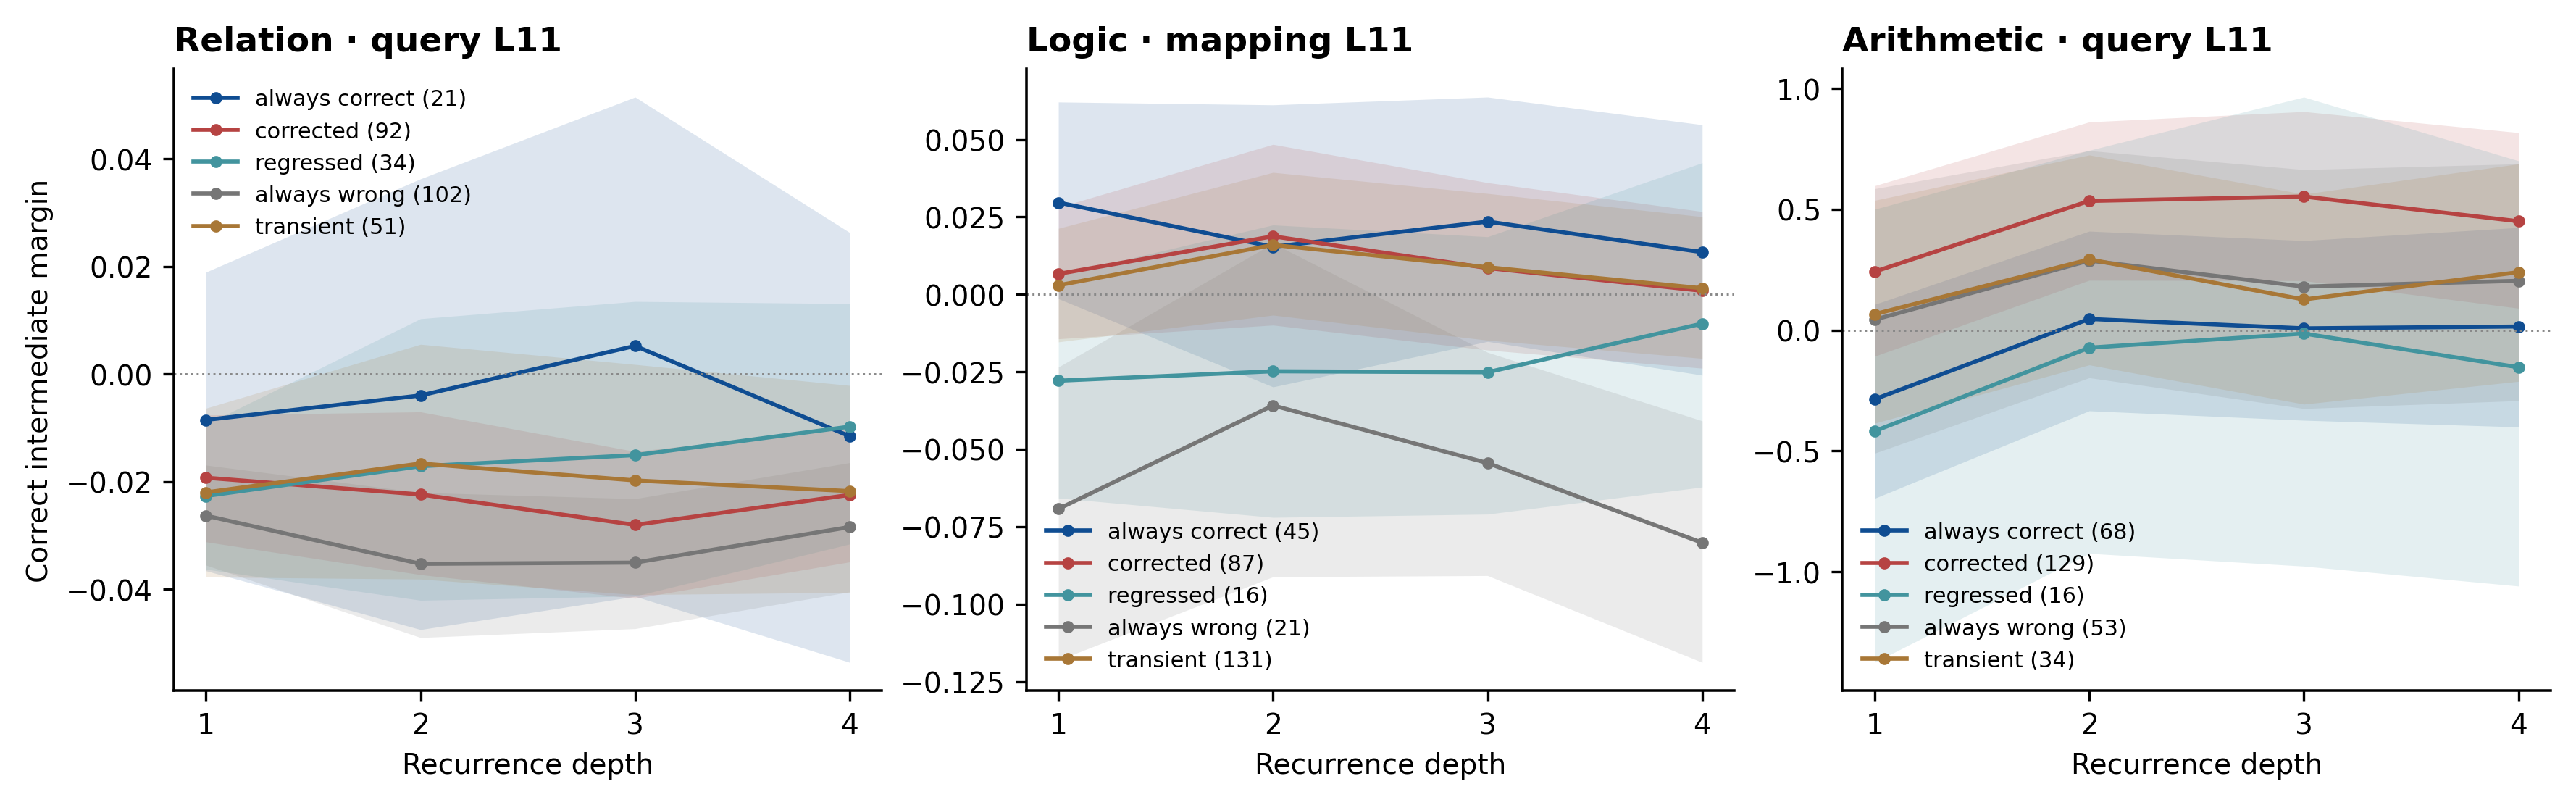 Relation · query L11
Correct intermediate margin
0.04
0.02
0.00
−0.02
−0.04
always correct (21)
corrected (92)
regressed (34)
always wrong (102)
transient (51)
1
2
3
4
Recurrence depth
Logic · mapping L11
0.050
0.025
0.000
−0.025
−0.050
−0.075
−0.100
−0.125
always correct (45)
corrected (87)
regressed (16)
always wrong (21)
transient (131)
1
2
3
4
Recurrence depth
Arithmetic · query L11
1.0
0.5
0.0
−0.5
−1.0
always correct (68)
corrected (129)
regressed (16)
always wrong (53)
transient (34)
1
2
3
4
Recurrence depth